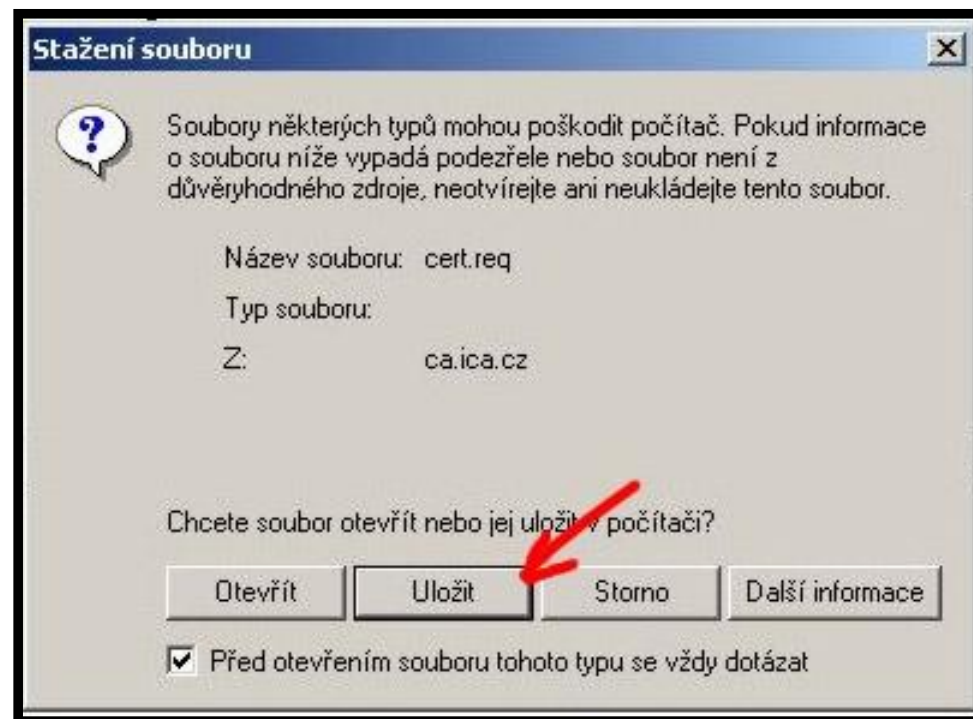 Stažení souboru
Soubory některých typů mohou poškodit počítač. Pokud informace
o souboru níže vypadá podezřele nebo soubor není z
důvěryhodného zdroje, neotvírejte ani neukládejte tento soubor.
Název souboru: cert.req
Typ souboru:
Z: ca.ica.cz
Chcete soubor otevřít nebo jej uložit v počítači?
Otevřít Uložit Storno Další informace
Před otevřením souboru tohoto typu se vždy dotázat